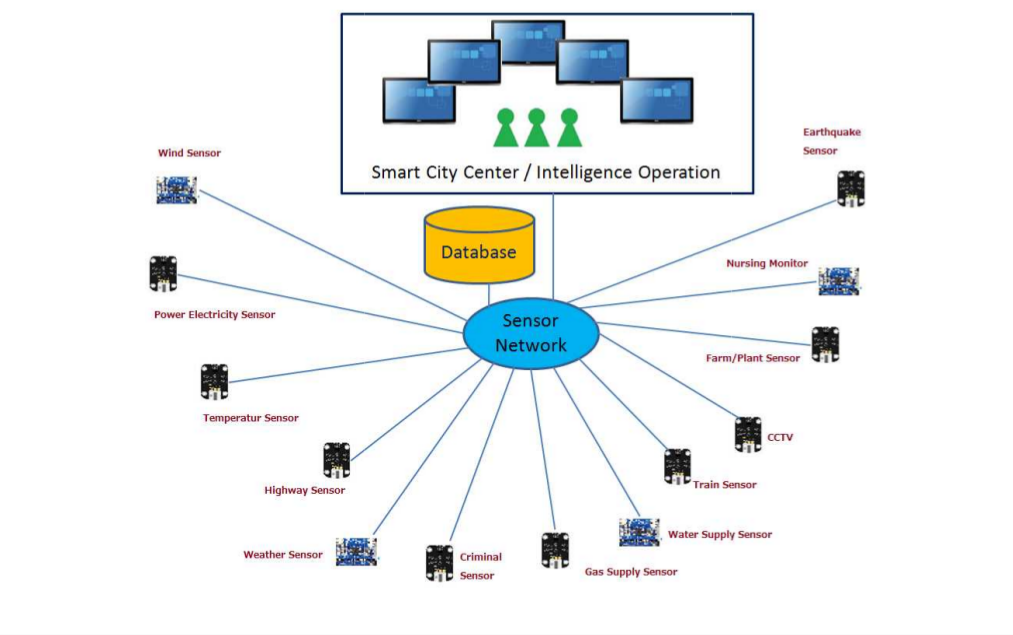 Smart City Center / Intelligence Operation
Earthquake
Sensor
Wind Sensor
Database
Nursing Monitor
Power Electricity Sensor
Sensor
Network
Farm/Plant Sensor
Temperatur Sensor
CCTV
Highway Sensor
Train Sensor
Water Supply Sensor
Weather Sensor
Criminal
Sensor
Gas Supply Sensor